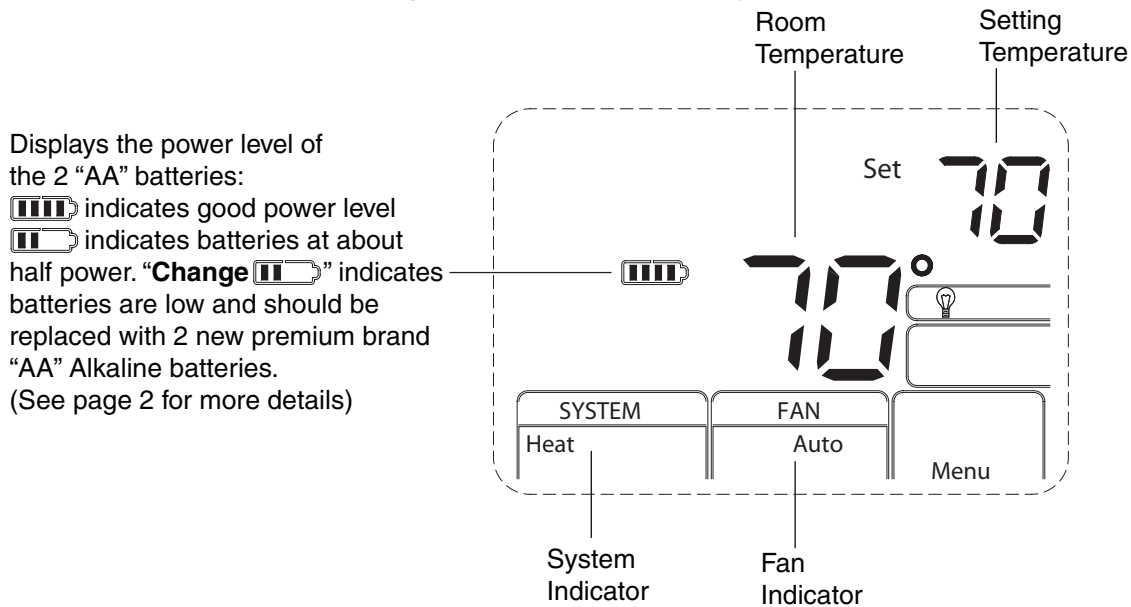 Room
Temperature
Setting
Temperature
Displays the power level of
the 2 “AA” batteries:
indicates good power level
indicates batteries at about
half power. “Change ” indicates
batteries are low and should be
replaced with 2 new premium brand
“AA” Alkaline batteries.
(See page 2 for more details)
Set 70
70°
SYSTEM
Heat
FAN
Auto
Menu
System
Indicator
Fan
Indicator